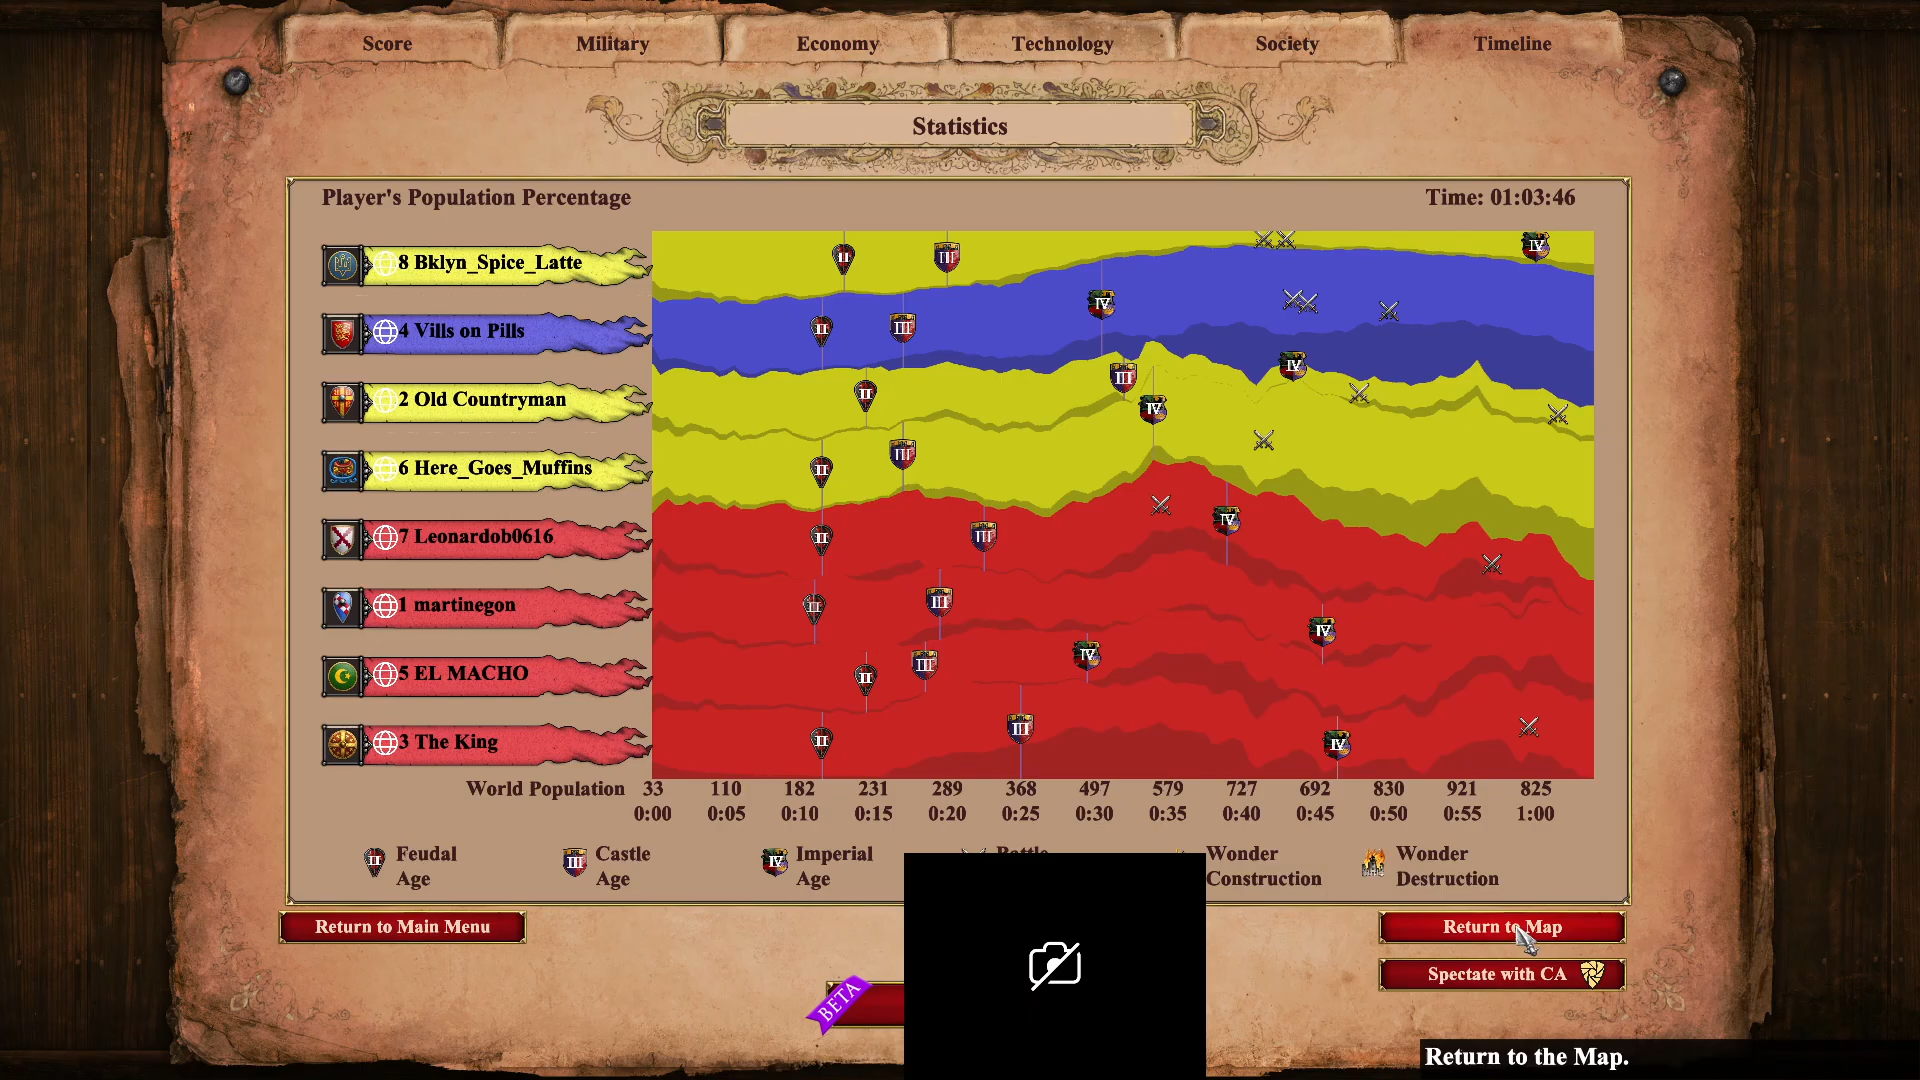 Score Military Economy Technology Society Timeline
Statistics
Player's Population Percentage
Time: 01:03:46
8 Bklyn_Spice_Latte
4 Vills on Pills
2 Old Countryman
6 Here_Goes_Muffins
7 Leonardob0616
1 martinegon
5 EL MACHO
3 The King
World Population 33 110 182 231 289 368 497 579 727 692 830 921 825
0:00 0:05 0:10 0:15 0:20 0:25 0:30 0:35 0:40 0:45 0:50 0:55 1:00
Feudal Age
Castle Age
Imperial Age
Wonder Construction
Wonder Destruction
Return to Main Menu
Return to Map
Spectate with CA
BETA
Return to the Map.